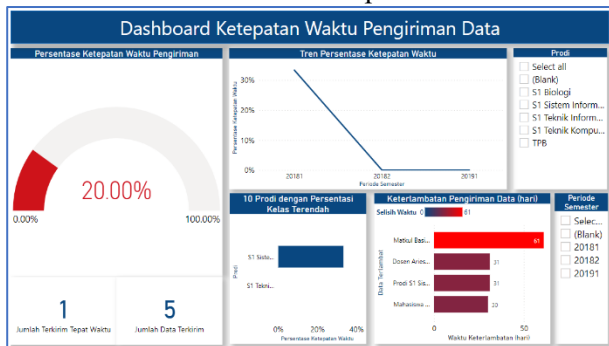 Dashboard Ketepatan Waktu Pengiriman Data
Persentase Ketepatan Waktu Pengiriman
20.00%
0.00%
100.00%
1
Jumlah Terkirim Tepat Waktu
5
Jumlah Data Terkirim
Tren Persentase Ketepatan Waktu
Persentase Ketepatan Waktu
30%
20%
10%
0%
20181
20182
20191
Periode Semester
Prodi
Select all
(Blank)
S1 Biologi
S1 Sistem Inform...
S1 Teknik Inform...
S1 Teknik Kompu...
TPB
10 Prodi dengan Persentasi
Kelas Terendah
Prodi
S1 Siste...
S1 Tekni...
0%
20%
40%
Persentase Ketepatan Waktu
Keterlambatan Pengiriman Data (hari)
Selisih Waktu 0
61
Data Terlambat
Matkul Basi...
61
Dosen Aries...
31
Prodi S1 Sis...
31
Mahasiswa ...
30
0
50
Waktu Keterlambatan (hari)
Periode
Semester
Selec...
(Blank)
20181
20182
20191